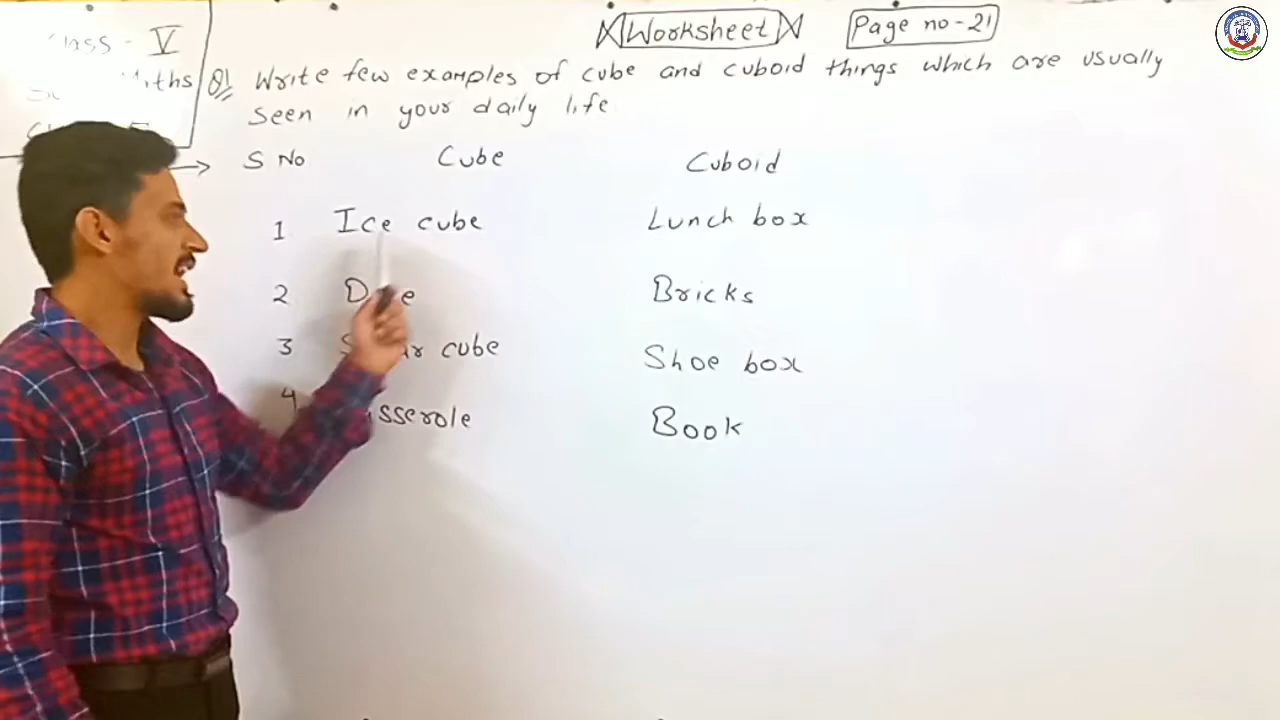 Worksheet Page no - 21
Class - V
Maths
Q1 Write few examples of cube and cuboid things which are usually
seen in your daily life
S No Cube Cuboid
1 Ice cube Lunch box
2 Bricks
3 cube Shoe box
4 Book